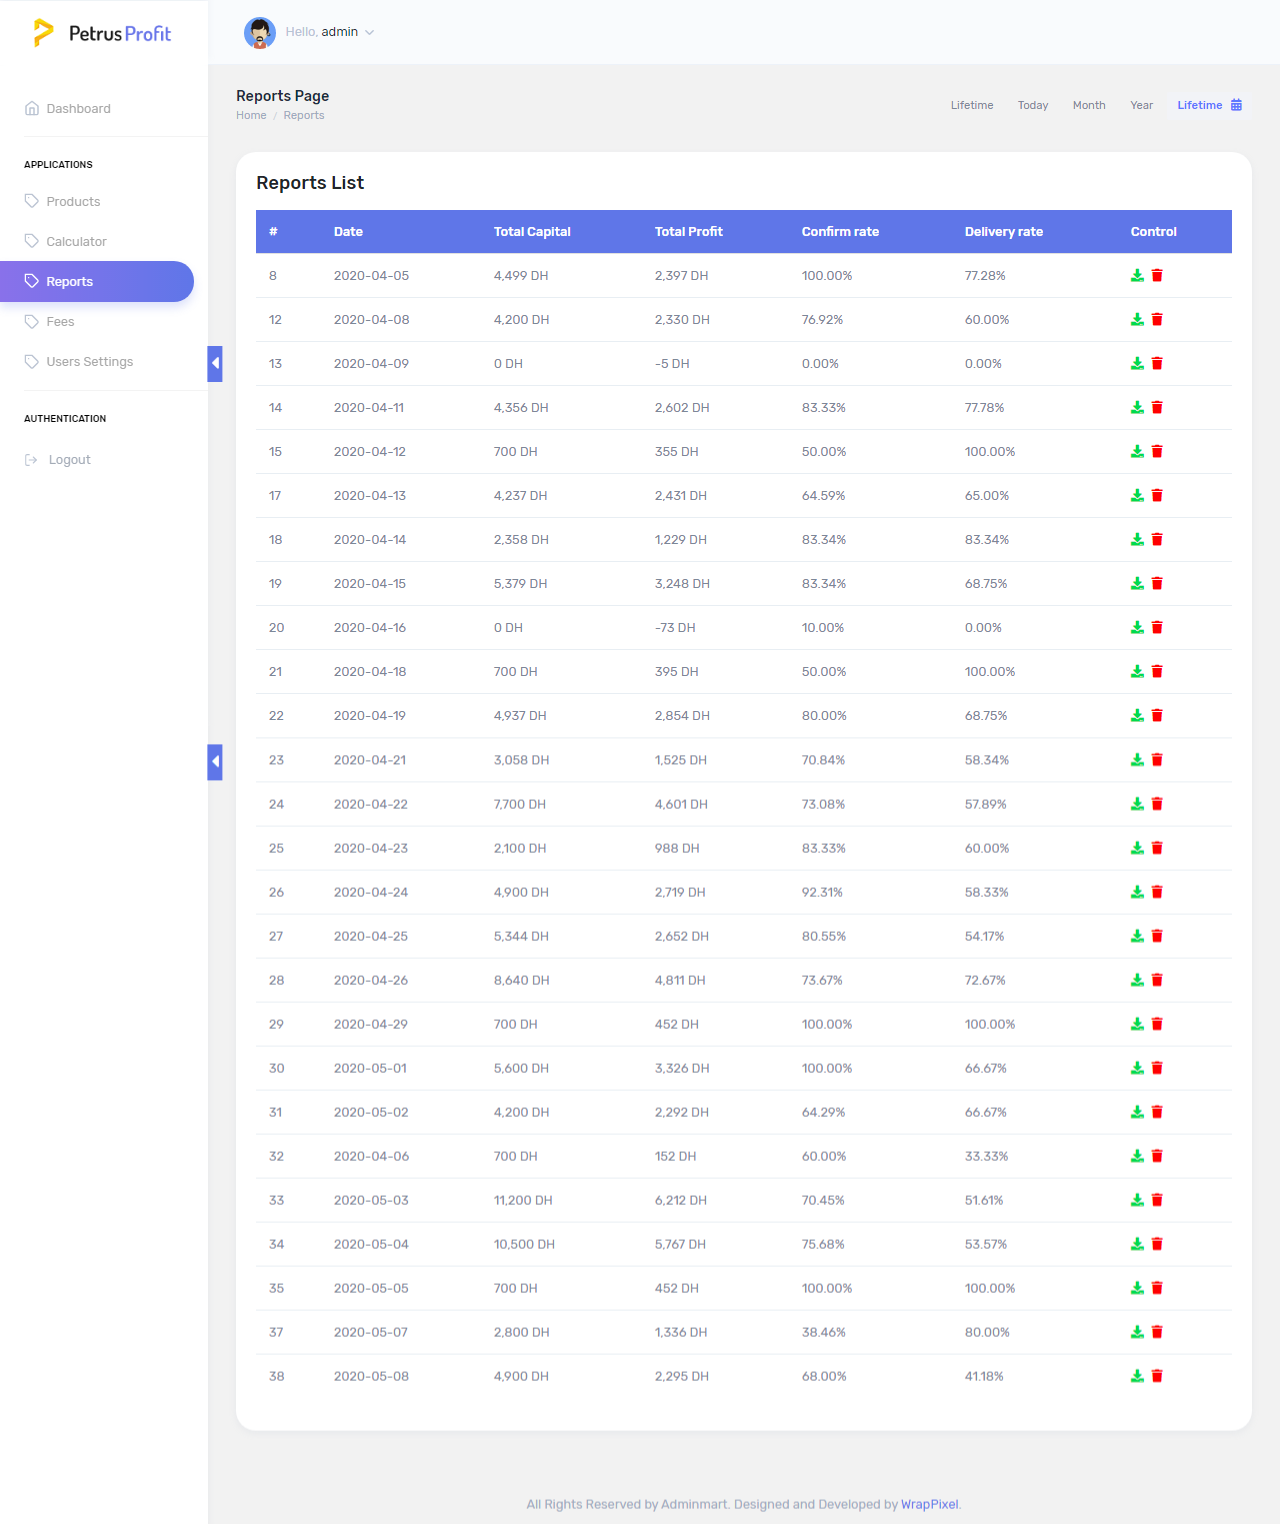 Petrus Profit
Hello, admin
Dashboard
APPLICATIONS
Products
Calculator
Reports
Fees
Users Settings
AUTHENTICATION
Logout
Reports Page
Home / Reports
Lifetime Today Month Year Lifetime
Reports List
# Date Total Capital Total Profit Confirm rate Delivery rate Control
8 2020-04-05 4,499 DH 2,397 DH 100.00% 77.28%
12 2020-04-08 4,200 DH 2,330 DH 76.92% 60.00%
13 2020-04-09 0 DH -5 DH 0.00% 0.00%
14 2020-04-11 4,356 DH 2,602 DH 83.33% 77.78%
15 2020-04-12 700 DH 355 DH 50.00% 100.00%
17 2020-04-13 4,237 DH 2,431 DH 64.59% 65.00%
18 2020-04-14 2,358 DH 1,229 DH 83.34% 83.34%
19 2020-04-15 5,379 DH 3,248 DH 83.34% 68.75%
20 2020-04-16 0 DH -73 DH 10.00% 0.00%
21 2020-04-18 700 DH 395 DH 50.00% 100.00%
22 2020-04-19 4,937 DH 2,854 DH 80.00% 68.75%
23 2020-04-21 3,058 DH 1,525 DH 70.84% 58.34%
24 2020-04-22 7,700 DH 4,601 DH 73.08% 57.89%
25 2020-04-23 2,100 DH 988 DH 83.33% 60.00%
26 2020-04-24 4,900 DH 2,719 DH 92.31% 58.33%
27 2020-04-25 5,344 DH 2,652 DH 80.55% 54.17%
28 2020-04-26 8,640 DH 4,811 DH 73.67% 72.67%
29 2020-04-29 700 DH 452 DH 100.00% 100.00%
30 2020-05-01 5,600 DH 3,326 DH 100.00% 66.67%
31 2020-05-02 4,200 DH 2,292 DH 64.29% 66.67%
32 2020-04-06 700 DH 152 DH 60.00% 33.33%
33 2020-05-03 11,200 DH 6,212 DH 70.45% 51.61%
34 2020-05-04 10,500 DH 5,767 DH 75.68% 53.57%
35 2020-05-05 700 DH 452 DH 100.00% 100.00%
37 2020-05-07 2,800 DH 1,336 DH 38.46% 80.00%
38 2020-05-08 4,900 DH 2,295 DH 68.00% 41.18%
All Rights Reserved by Adminmart. Designed and Developed by WrapPixel.